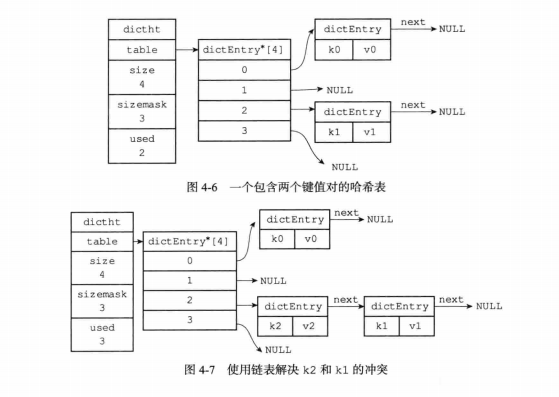 dictht
table
size
4
sizemask
3
used
2
dictEntry*[4]
0
1
2
3
dictEntry
k0 v0
next
NULL
NULL
dictEntry
k1 v1
next
NULL
NULL
图 4-6 一个包含两个键值对的哈希表
dictht
table
size
4
sizemask
3
used
3
dictEntry*[4]
0
1
2
3
dictEntry
k0 v0
next
NULL
NULL
dictEntry
k2 v2
next
dictEntry
k1 v1
next
NULL
NULL
图 4-7 使用链表解决 k2 和 k1 的冲突